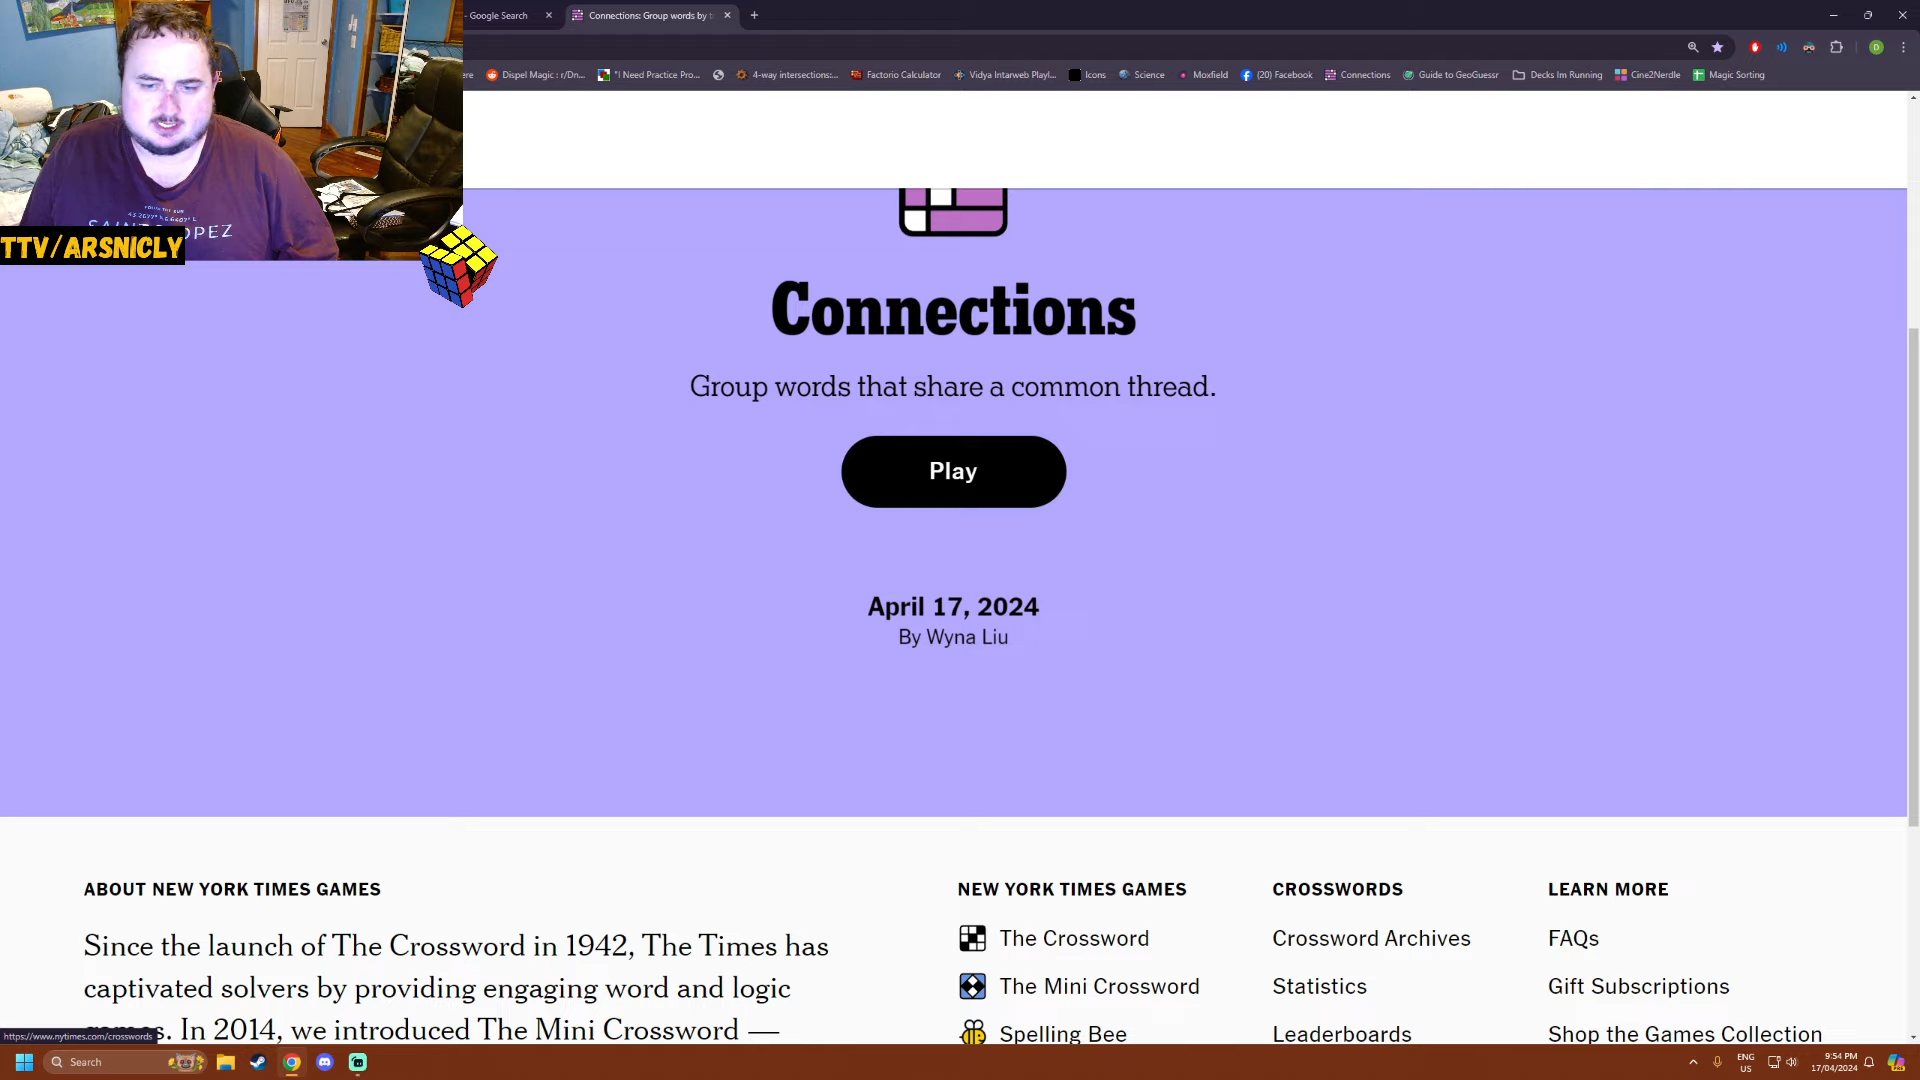 - Google Search
Connections: Group words by t
Dispel Magic : r/Dn...
"I Need Practice Pro...
4-way intersections:...
Factorio Calculator
Vidya Intarweb Playl...
Icons
Science
Moxfield
(20) Facebook
Connections
Guide to GeoGuessr
Decks Im Running
Cine2Nerdle
Magic Sorting
D
TTV/ARSNICLY
Connections
Group words that share a common thread.
Play
April 17, 2024
By Wyna Liu
ABOUT NEW YORK TIMES GAMES
Since the launch of The Crossword in 1942, The Times has
captivated solvers by providing engaging word and logic
games. In 2014, we introduced The Mini Crossword —
NEW YORK TIMES GAMES
The Crossword
The Mini Crossword
Spelling Bee
CROSSWORDS
Crossword Archives
Statistics
Leaderboards
LEARN MORE
FAQs
Gift Subscriptions
Shop the Games Collection
https://www.nytimes.com/crosswords
Search
ENG
US
9:54 PM
17/04/2024